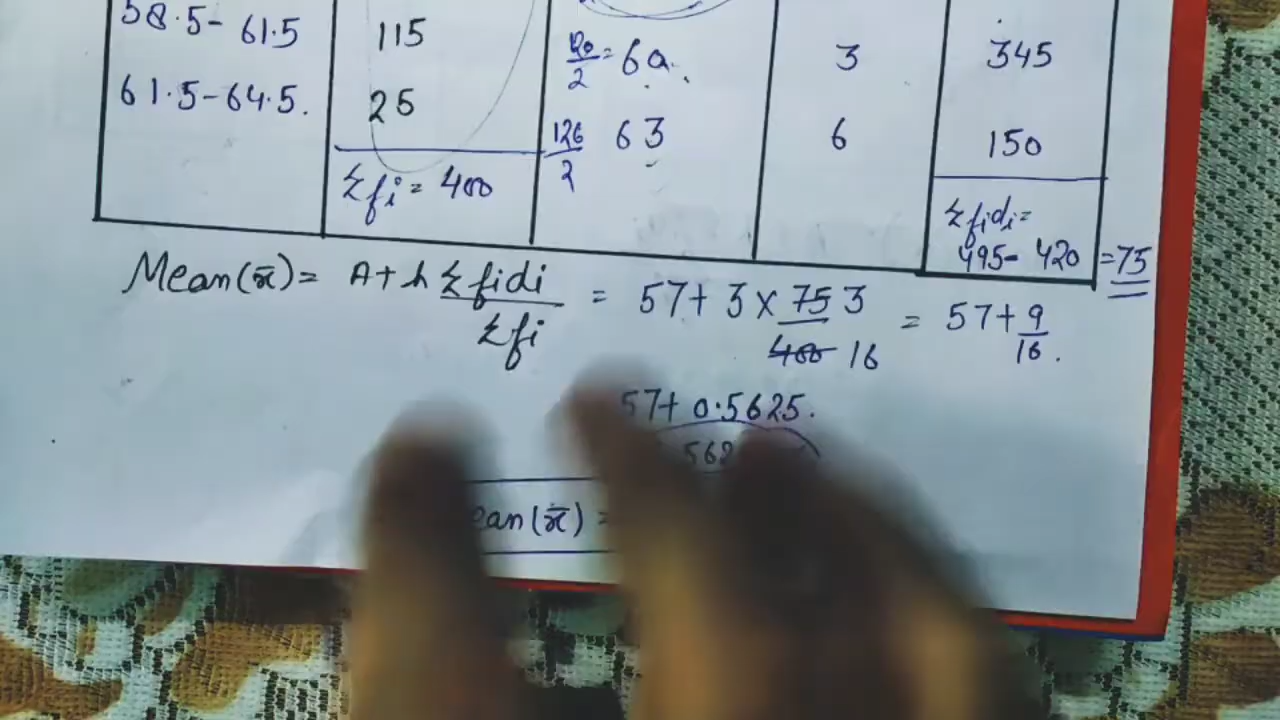 58.5 - 61.5 115 120/2 = 60. 3 345
61.5 - 64.5. 25 126/2 63 6 150
Σfi = 400 Σfidi =
495 - 420 = 75
Mean(x̄) = A + h Σfidi/Σfi = 57 + 3 × 75/400 3/16 = 57 + 9/16.
57 + 0.5625.
ean(x̄) =